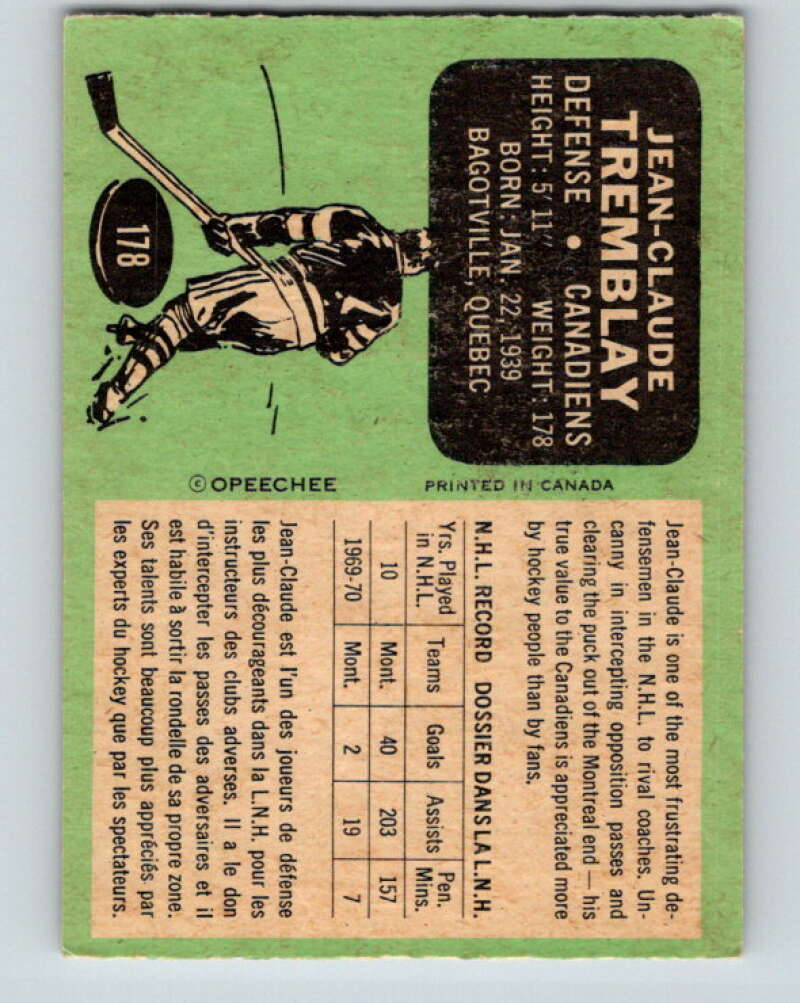 JEAN-CLAUDE
TREMBLAY
DEFENSE • CANADIENS
HEIGHT: 5' 11" WEIGHT: 178
BORN: JAN. 22, 1939
BAGOTVILLE, QUEBEC
178
© OPEECHEE
PRINTED IN CANADA
Jean-Claude is one of the most frustrating de-
fensemen in the N.H.L. to rival coaches. Un-
canny in intercepting opposition passes and
clearing the puck out of the Montreal end — his
true value to the Canadiens is appreciated more
by hockey people than by fans.
N.H.L. RECORD DOSSIER DANS LA L.N.H.
Yrs. Played in N.H.L. Teams Goals Assists Pen. Mins.
10 Mont. 40 203 157
1969-70 Mont. 2 19 7
Jean-Claude est l'un des joueurs de défense
les plus décourageants dans la L.N.H. pour les
instructeurs des clubs adverses. Il a le don
d'intercepter les passes des adversaires et il
est habile à sortir la rondelle de sa propre zone.
Ses talents sont beaucoup plus appréciés par
les experts du hockey que par les spectateurs.